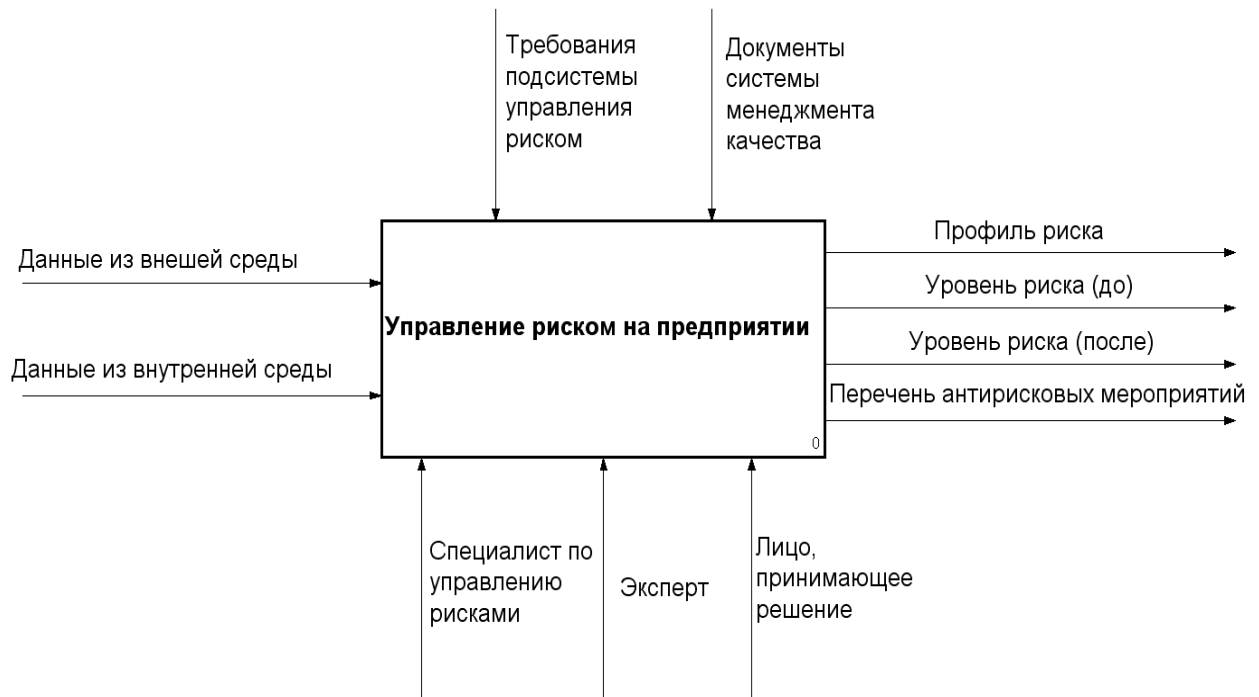 Требования
подсистемы
управления
риском
Документы
системы
менеджмента
качества
Данные из внешей среды
Данные из внутренней среды
Управление риском на предприятии
0
Профиль риска
Уровень риска (до)
Уровень риска (после)
Перечень антирисковых мероприятий
Специалист по
управлению
рисками
Эксперт
Лицо,
принимающее
решение